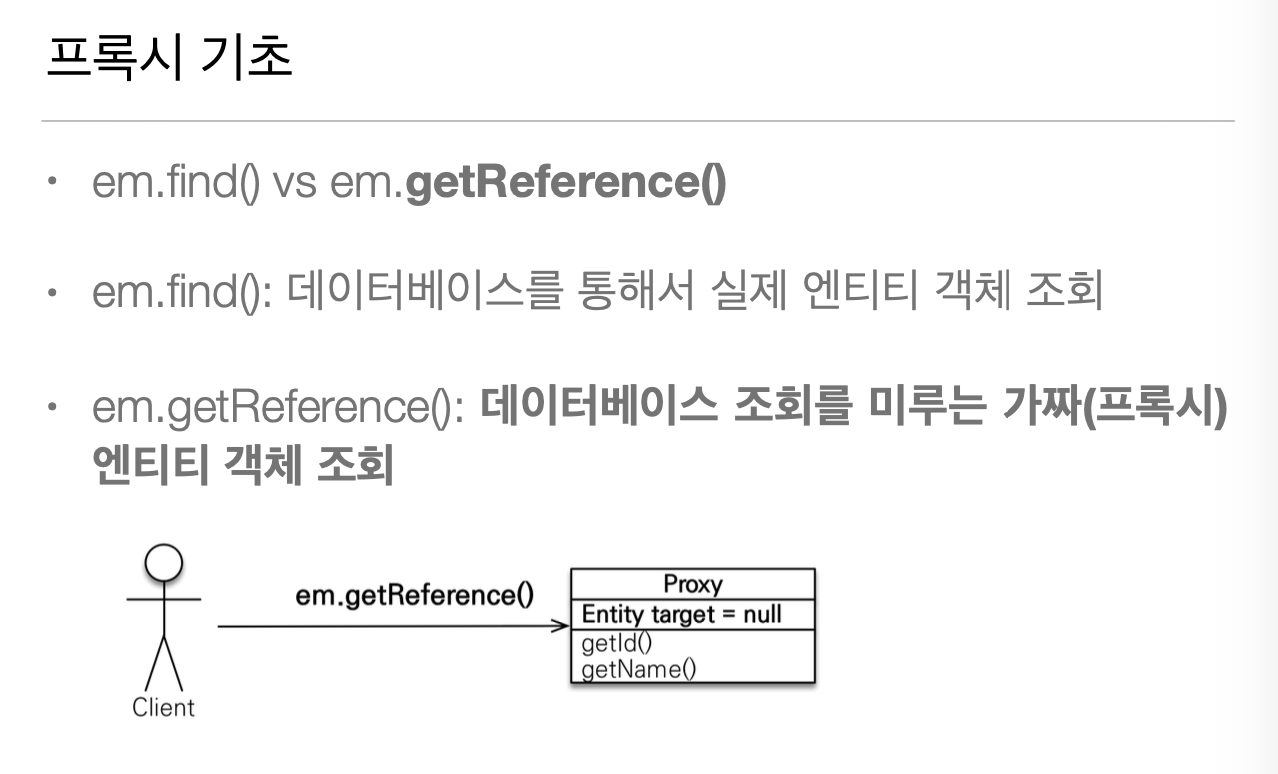 프록시 기초
• em.find() vs em.getReference()
• em.find(): 데이터베이스를 통해서 실제 엔티티 객체 조회
• em.getReference(): 데이터베이스 조회를 미루는 가짜(프록시)
엔티티 객체 조회
em.getReference()
Proxy
Entity target = null
getId()
getName()
Client